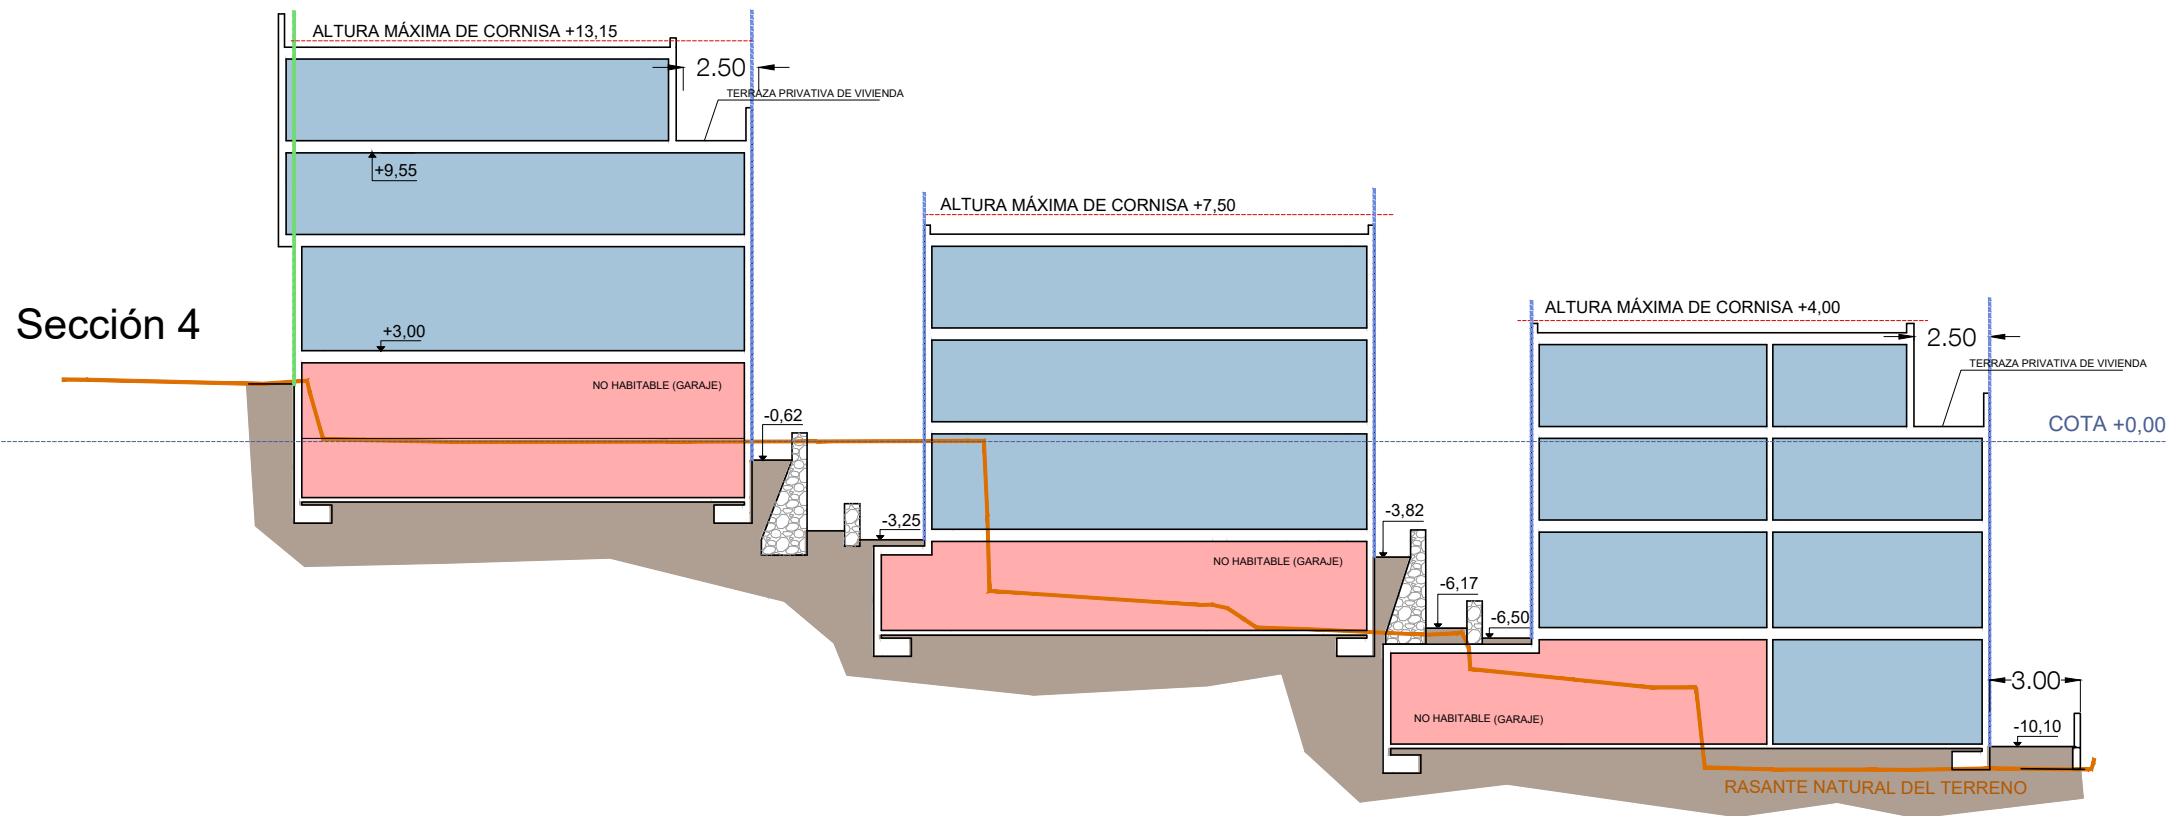 ALTURA MÁXIMA DE CORNISA +13,15
2.50
TERRAZA PRIVATIVA DE VIVIENDA
+9,55
ALTURA MÁXIMA DE CORNISA +7,50
Sección 4
+3,00
ALTURA MÁXIMA DE CORNISA +4,00
2.50
TERRAZA PRIVATIVA DE VIVIENDA
NO HABITABLE (GARAJE)
-0,62
COTA +0,00
-3,25
-3,82
NO HABITABLE (GARAJE)
-6,17
-6,50
3.00
NO HABITABLE (GARAJE)
-10,10
RASANTE NATURAL DEL TERRENO